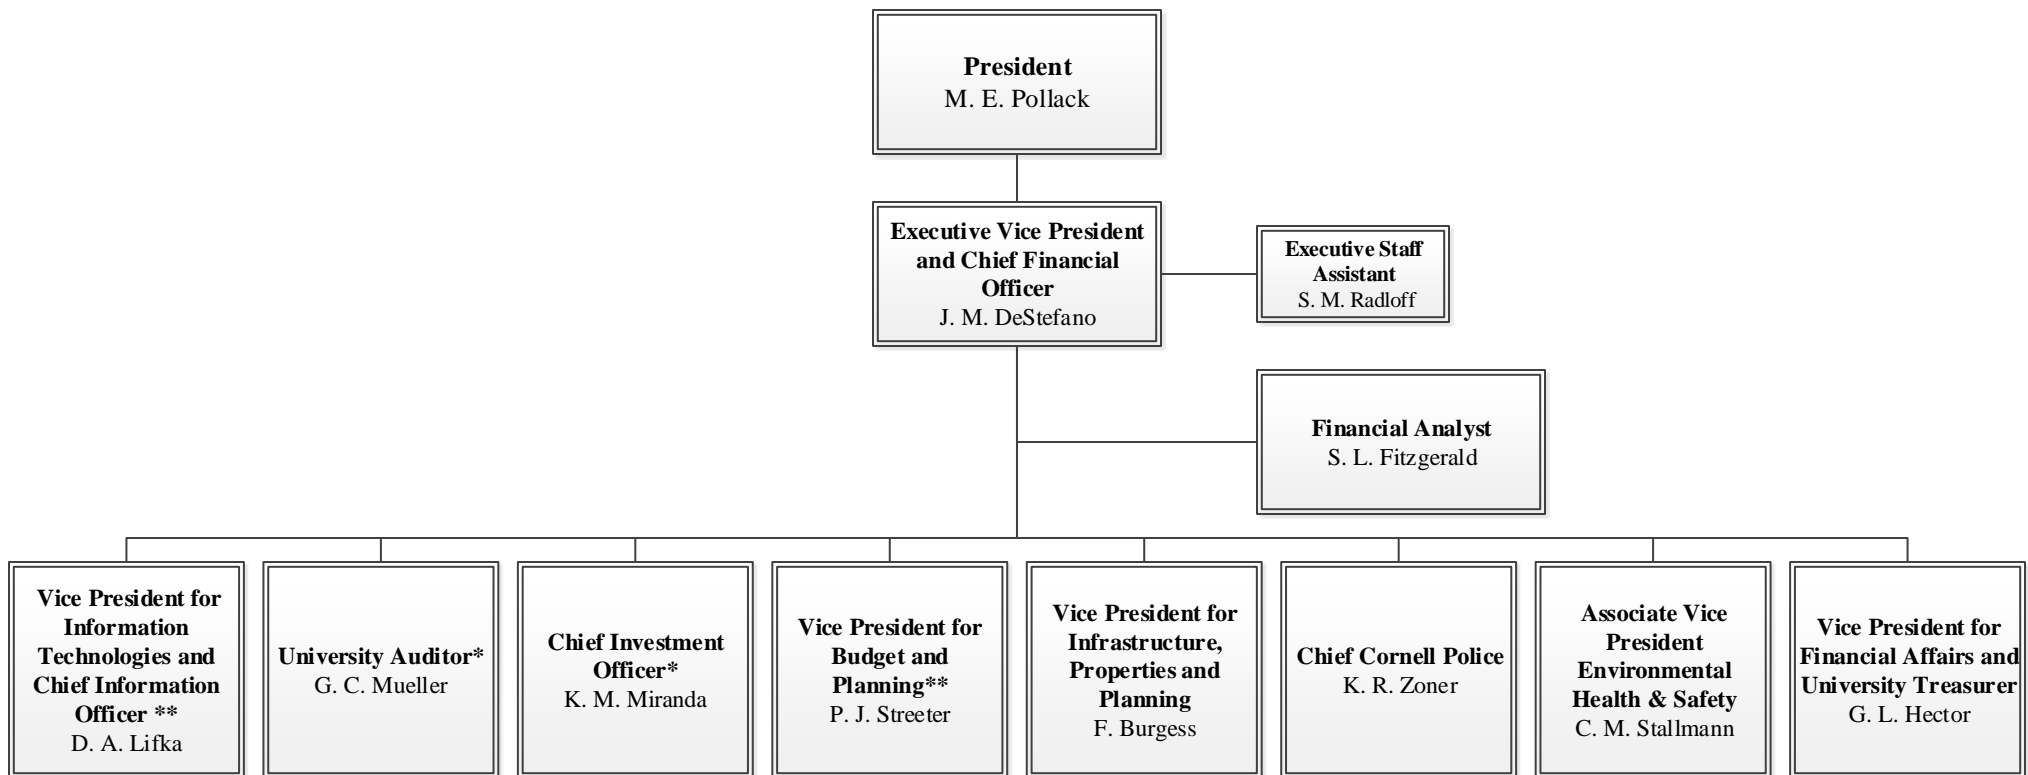 President
M. E. Pollack
Executive Vice President
and Chief Financial
Officer
J. M. DeStefano
Executive Staff
Assistant
S. M. Radloff
Financial Analyst
S. L. Fitzgerald
Vice President for
Information
Technologies and
Chief Information
Officer **
D. A. Lifka
University Auditor*
G. C. Mueller
Chief Investment
Officer*
K. M. Miranda
Vice President for
Budget and
Planning**
P. J. Streeter
Vice President for
Infrastructure,
Properties and
Planning
F. Burgess
Chief Cornell Police
K. R. Zoner
Associate Vice
President
Environmental
Health & Safety
C. M. Stallmann
Vice President for
Financial Affairs and
University Treasurer
G. L. Hector